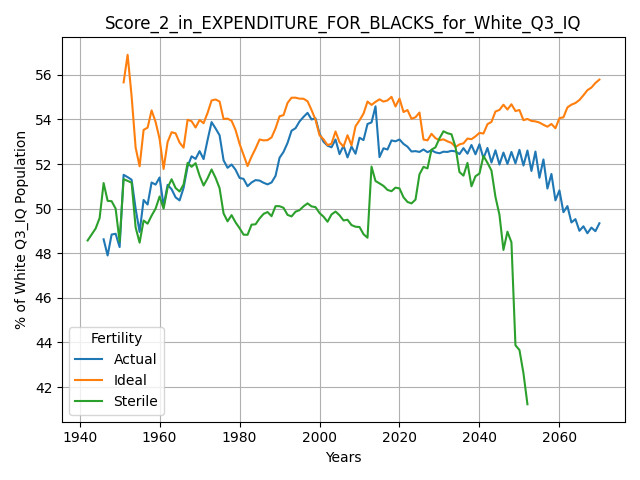 Score_2_in_EXPENDITURE_FOR_BLACKS_for_White_Q3_IQ
% of White Q3_IQ Population
56
54
52
50
48
46
44
42
Fertility
Actual
Ideal
Sterile
1940 1960 1980 2000 2020 2040 2060
Years